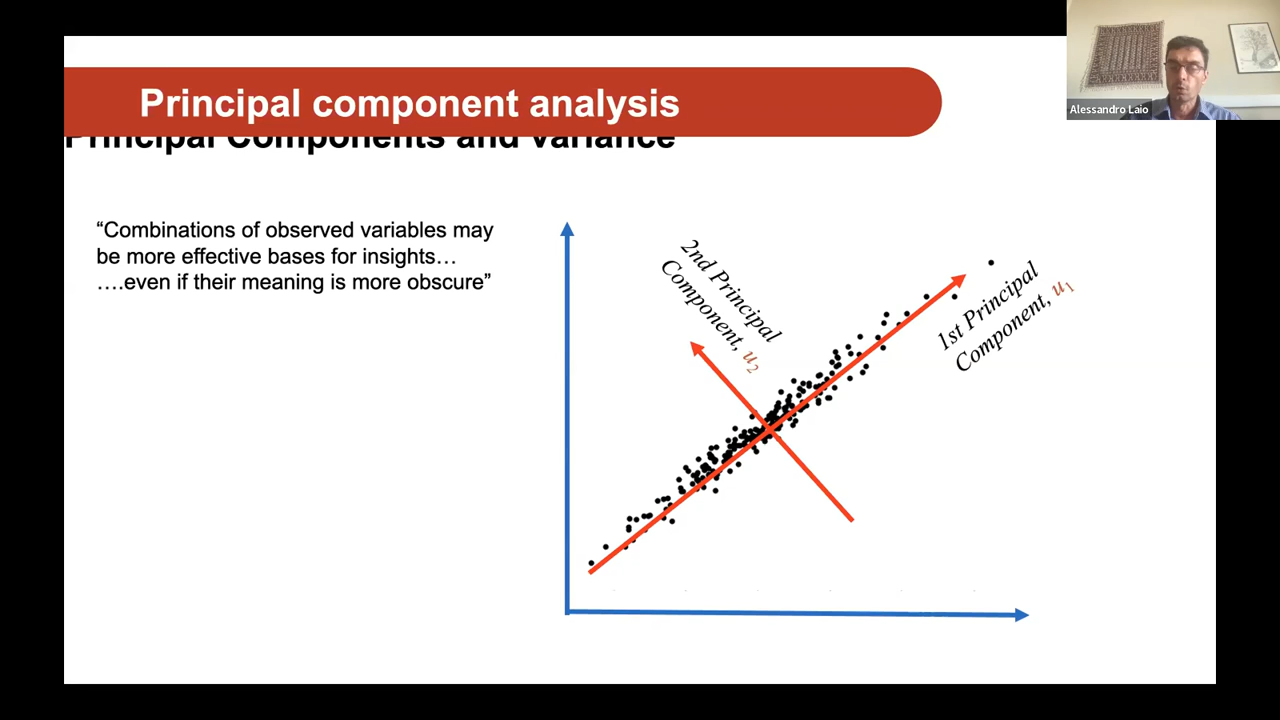 Principal component analysis
Principal Components and Variance
“Combinations of observed variables may
be more effective bases for insights…
….even if their meaning is more obscure”
2nd Principal
Component, u₂
1st Principal
Component, u₁
Alessandro Laio